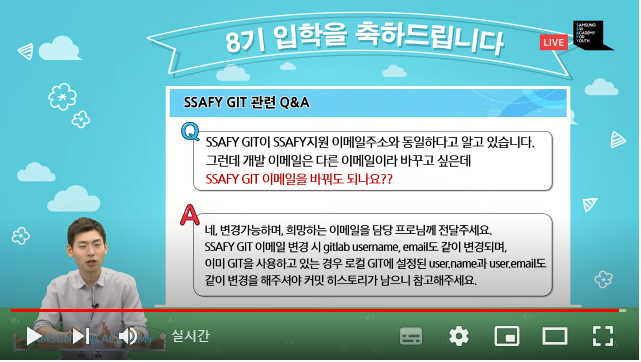 8기 입학을 축하드립니다
LIVE
SAMSUNG
SW
ACADEMY
FOR
YOUTH
SSAFY GIT 관련 Q&A
Q
SSAFY GIT이 SSAFY지원 이메일주소와 동일하다고 알고 있습니다.
그런데 개발 이메일은 다른 이메일이라 바꾸고 싶은데
SSAFY GIT 이메일을 바꿔도 되나요??
A
네, 변경가능하며, 희망하는 이메일을 담당 프로님께 전달주세요.
SSAFY GIT 이메일 변경 시 gitlab username, email도 같이 변경되며,
이미 GIT을 사용하고 있는 경우 로컬 GIT에 설정된 user.name과 user.email도
같이 변경을 해주셔야 커밋 히스토리가 남으니 참고해주세요.
실시간